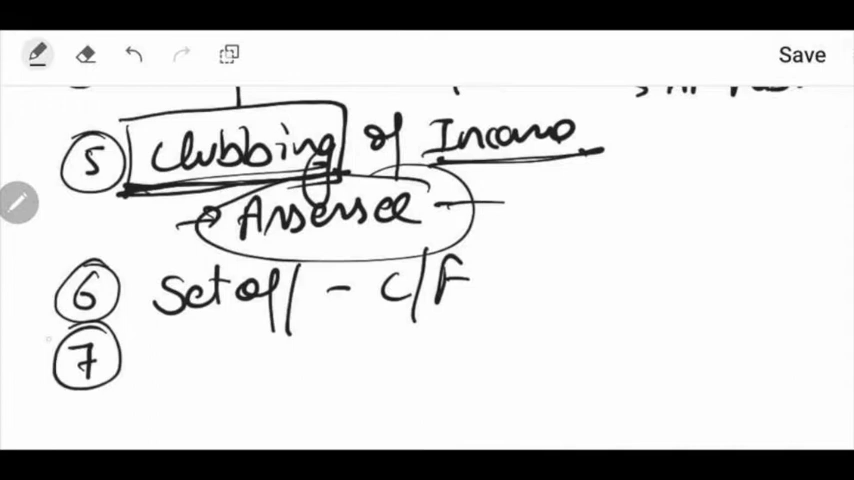 Save
5 Clubbing of Income
→ Assessee —
6 Set off - C/F
7